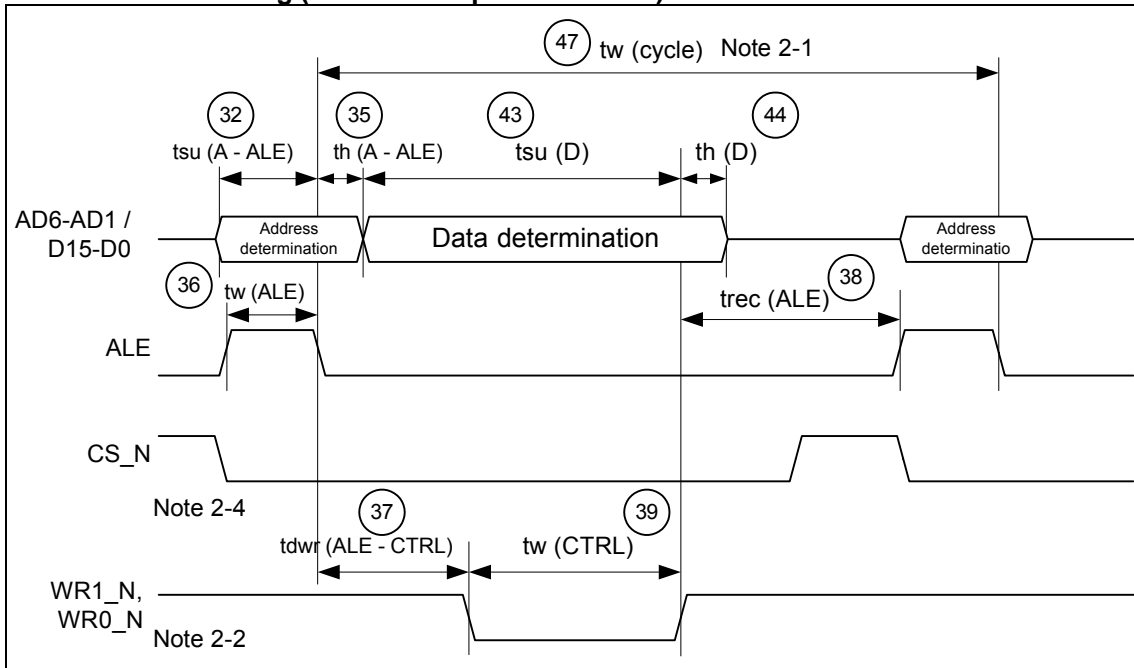 47 tw (cycle) Note 2-1
32 35 43 44
tsu (A - ALE) th (A - ALE) tsu (D) th (D)
AD6-AD1 /
D15-D0
Address
determination
Data determination
Address
determinatio
36 tw (ALE)
trec (ALE) 38
ALE
CS_N
Note 2-4
37 39
tdwr (ALE - CTRL) tw (CTRL)
WR1_N,
WR0_N
Note 2-2